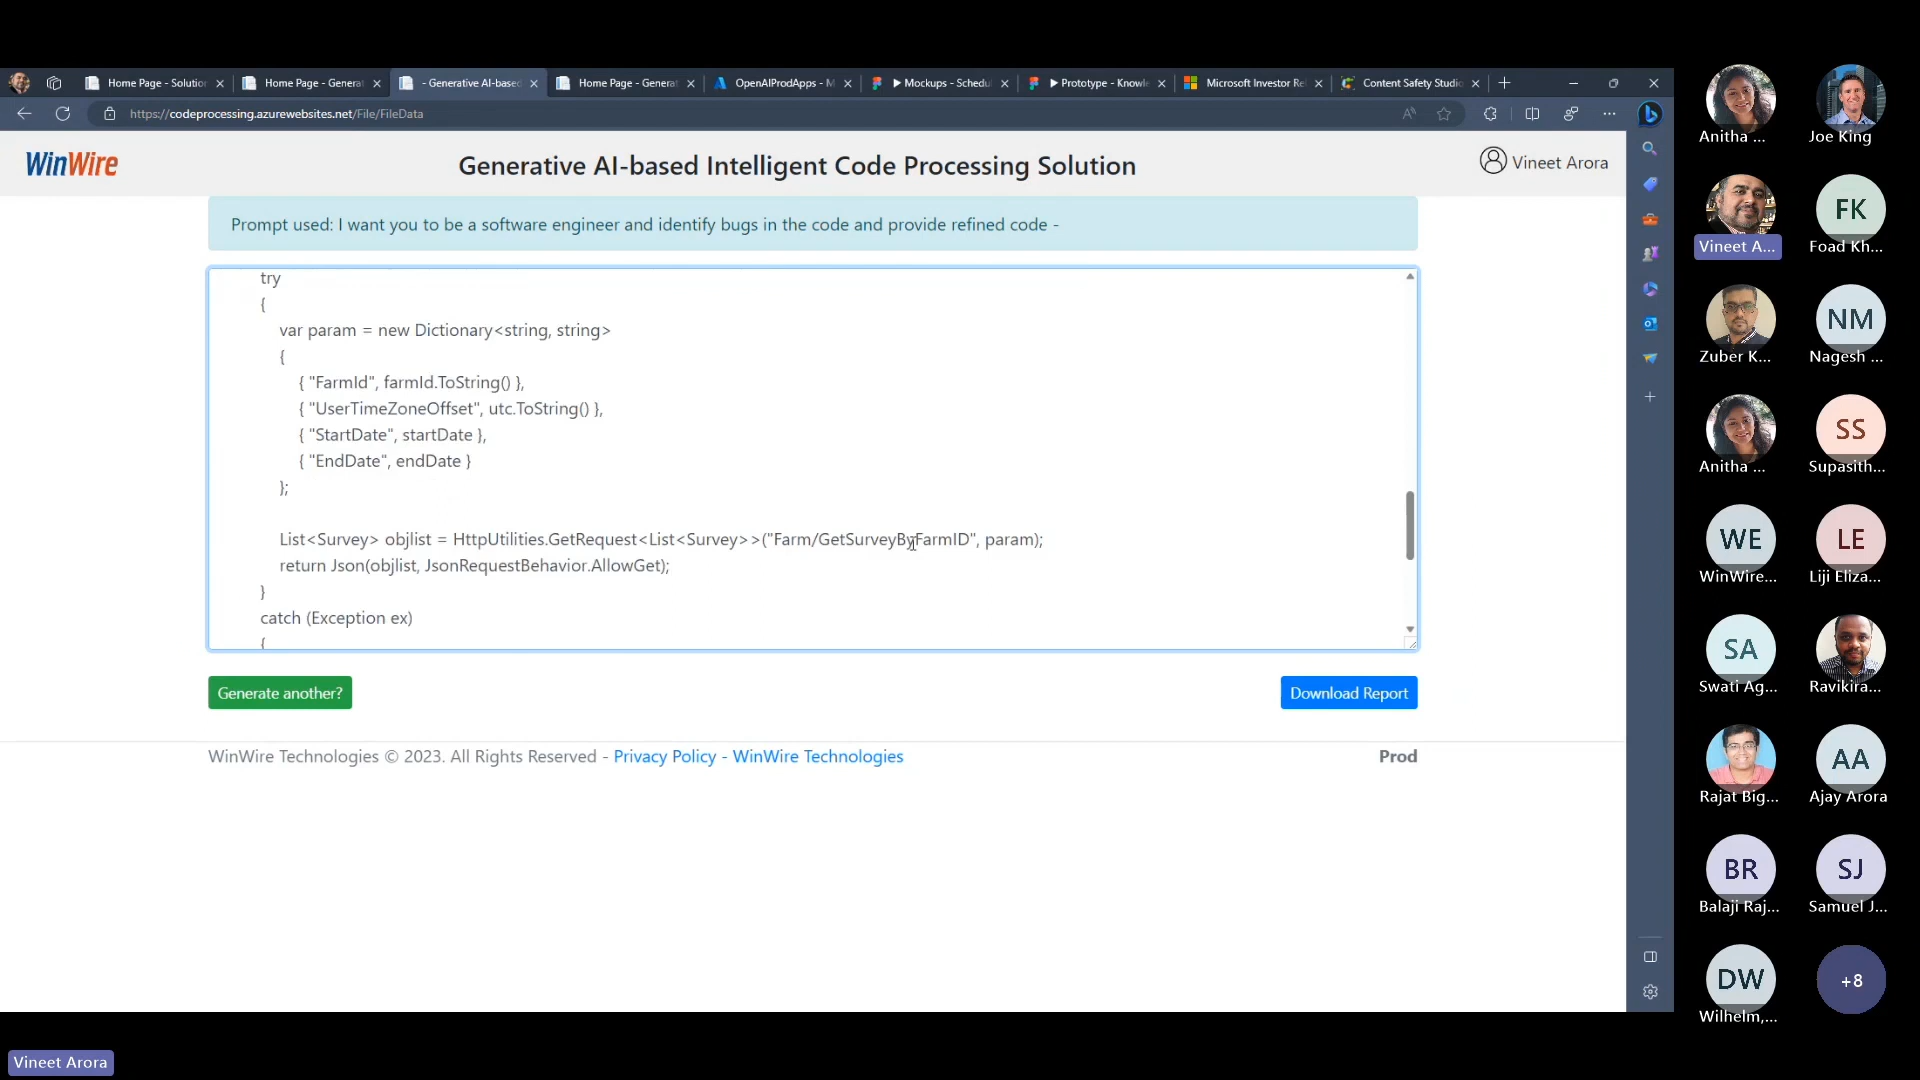 Home Page - Solution
Home Page - Generat
- Generative AI-based
Home Page - Generat
OpenAIProdApps - M
Mockups - Schedu
Prototype - Knowle
Microsoft Investor Re
Content Safety Studio
https://codeprocessing.azurewebsites.net/File/FileData
WinWire
Generative AI-based Intelligent Code Processing Solution
Vineet Arora
Prompt used: I want you to be a software engineer and identify bugs in the code and provide refined code -
try
{
var param = new Dictionary<string, string>
{
{ "FarmId", farmId.ToString() },
{ "UserTimeZoneOffset", utc.ToString() },
{ "StartDate", startDate },
{ "EndDate", endDate }
};
List<Survey> objlist = HttpUtilities.GetRequest<List<Survey>>("Farm/GetSurveyByFarmID", param);
return Json(objlist, JsonRequestBehavior.AllowGet);
}
catch (Exception ex)
{
Generate another?
Download Report
WinWire Technologies © 2023. All Rights Reserved - Privacy Policy - WinWire Technologies
Prod
Anitha ...
Joe King
Vineet A...
FK
Foad Kh...
Zuber K...
NM
Nagesh ...
Anitha ...
SS
Supasith...
WE
WinWire...
LE
Liji Eliza...
SA
Swati Ag...
Ravikira...
Rajat Big...
AA
Ajay Arora
BR
Balaji Raj...
SJ
Samuel J...
DW
Wilhelm,...
+8
Vineet Arora